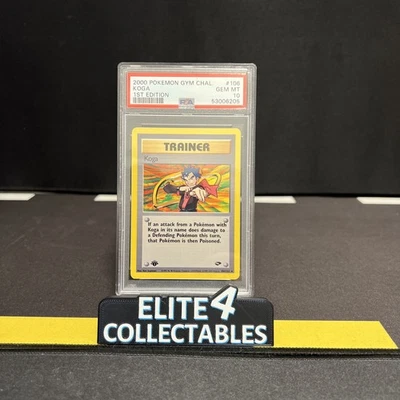 2000 POKEMON GYM CHAL. #106
KOGA GEM MT
1ST EDITION 10
PSA 53008205
TRAINER
Koga
If an attack from a Pokémon with
Koga in its name does damage to
a Defending Pokémon this turn,
that Pokémon is then Poisoned.
ELITE 4
COLLECTABLES